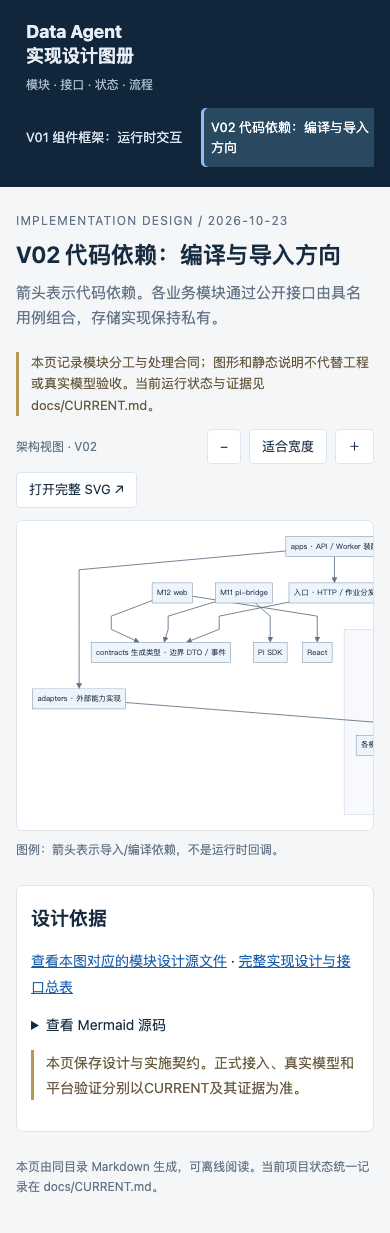 Data Agent
实现设计图册
模块 · 接口 · 状态 · 流程
V01 组件框架：运行时交互
V02 代码依赖：编译与导入
方向
IMPLEMENTATION DESIGN / 2026-10-23
V02 代码依赖：编译与导入方向
箭头表示代码依赖。各业务模块通过公开接口由具名
用例组合，存储实现保持私有。
本页记录模块分工与处理合同；图形和静态说明不代替工程
或真实模型验收。当前运行状态与证据见
docs/CURRENT.md。
架构视图 · V02
−
适合宽度
+
打开完整 SVG ↗
apps · API / Worker
M12 web
M11 pi-bridge
入口 · HTTP / 作业分发
contracts 生成类型 · 边界 DTO / 事件
Pi SDK
React
adapters · 外部能力实现
图例：箭头表示导入/编译依赖，不是运行时回调。
设计依据
查看本图对应的模块设计源文件 · 完整实现设计与接
口总表
▶ 查看 Mermaid 源码
本页保存设计与实施契约。正式接入、真实模型和
平台验证分别以CURRENT及其证据为准。
本页由同目录 Markdown 生成，可离线阅读。当前项目状态统一记
录在 docs/CURRENT.md。